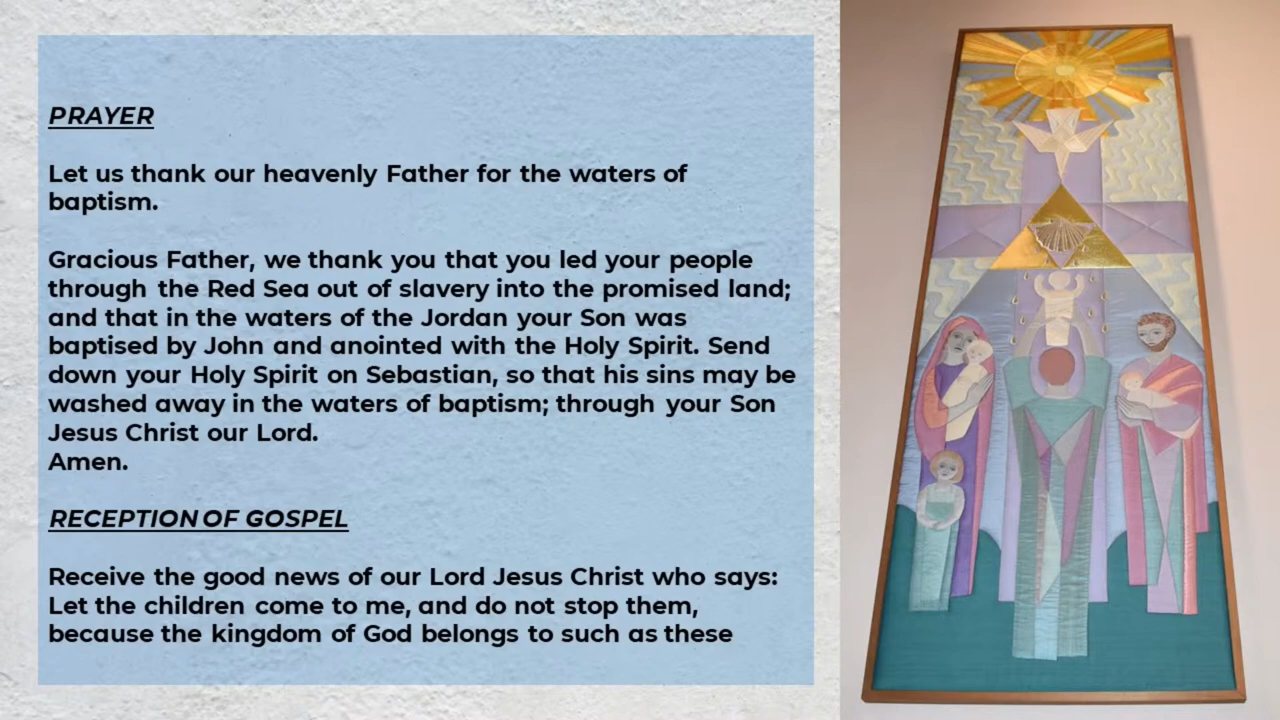 PRAYER
Let us thank our heavenly Father for the waters of
baptism.
Gracious Father, we thank you that you led your people
through the Red Sea out of slavery into the promised land;
and that in the waters of the Jordan your Son was
baptised by John and anointed with the Holy Spirit. Send
down your Holy Spirit on Sebastian, so that his sins may be
washed away in the waters of baptism; through your Son
Jesus Christ our Lord.
Amen.
RECEPTION OF GOSPEL
Receive the good news of our Lord Jesus Christ who says:
Let the children come to me, and do not stop them,
because the kingdom of God belongs to such as these